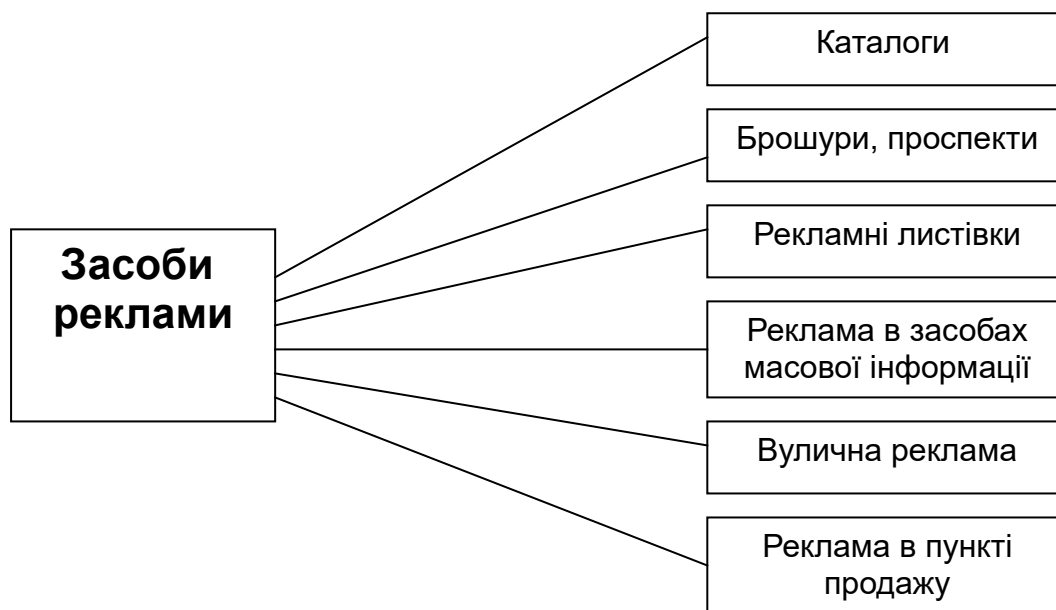 Засоби
реклами
Каталоги
Брошури, проспекти
Рекламні листівки
Реклама в засобах
масової інформації
Вулична реклама
Реклама в пункті
продажу